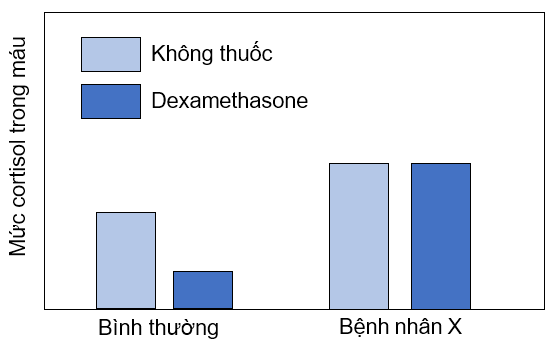 Mức cortisol trong máu
Không thuốc
Dexamethasone
Bình thường
Bệnh nhân X